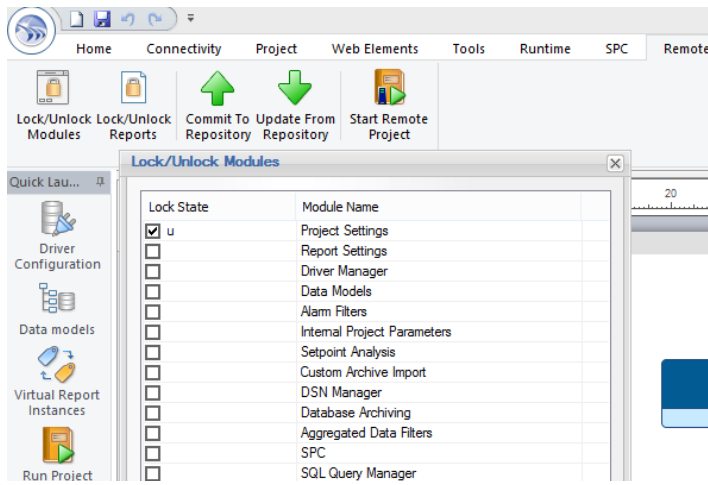 Home Connectivity Project Web Elements Tools Runtime SPC Remote
Lock/Unlock Lock/Unlock Commit To Update From Start Remote
Modules Reports Repository Repository Project
Lock/Unlock Modules
Quick Lau...
20
Lock State Module Name
u Project Settings
Report Settings
Driver
Configuration
Driver Manager
Data Models
Alarm Filters
Internal Project Parameters
Data models
Setpoint Analysis
Custom Archive Import
DSN Manager
Virtual Report
Instances
Database Archiving
Aggregated Data Filters
SPC
SQL Query Manager
Run Project